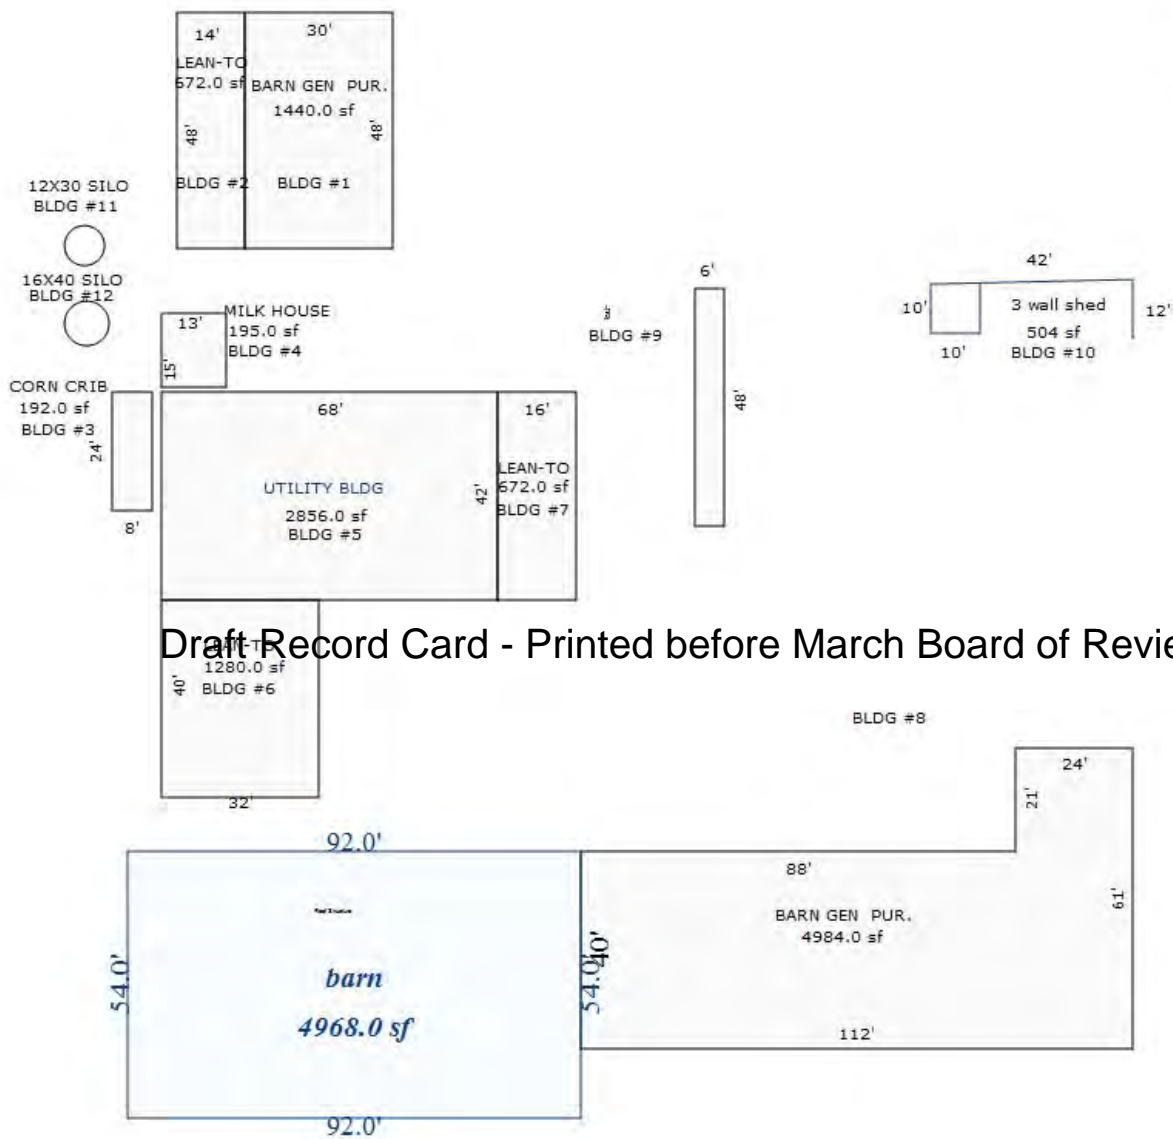 14'
30'
LEAN-TO
672.0 sf
BARN GEN PUR.
1440.0 sf
48'
48'
BLDG #2
BLDG #1
12X30 SILO
BLDG #11
16X40 SILO
BLDG #12
13'
MILK HOUSE
195.0 sf
BLDG #4
15'
BLDG #9
6'
48'
42'
10'
3 wall shed
12'
504 sf
10'
BLDG #10
CORN CRIB
192.0 sf
BLDG #3
24'
8'
68'
16'
UTILITY BLDG
2856.0 sf
BLDG #5
42'
LEAN-TO
672.0 sf
BLDG #7
Draft Record Card - Printed before March Board of Revie
LEAN-TO
1280.0 sf
BLDG #6
40'
32'
BLDG #8
24'
21'
92.0'
88'
61'
BARN GEN PUR.
4984.0 sf
54.0'
54.0'
40'
barn
4968.0 sf
112'
92.0'